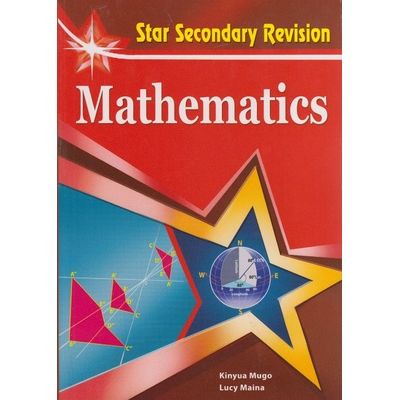 Star Secondary Revision
Mathematics
N
W
E
S
Kinyua Mugo
Lucy Maina